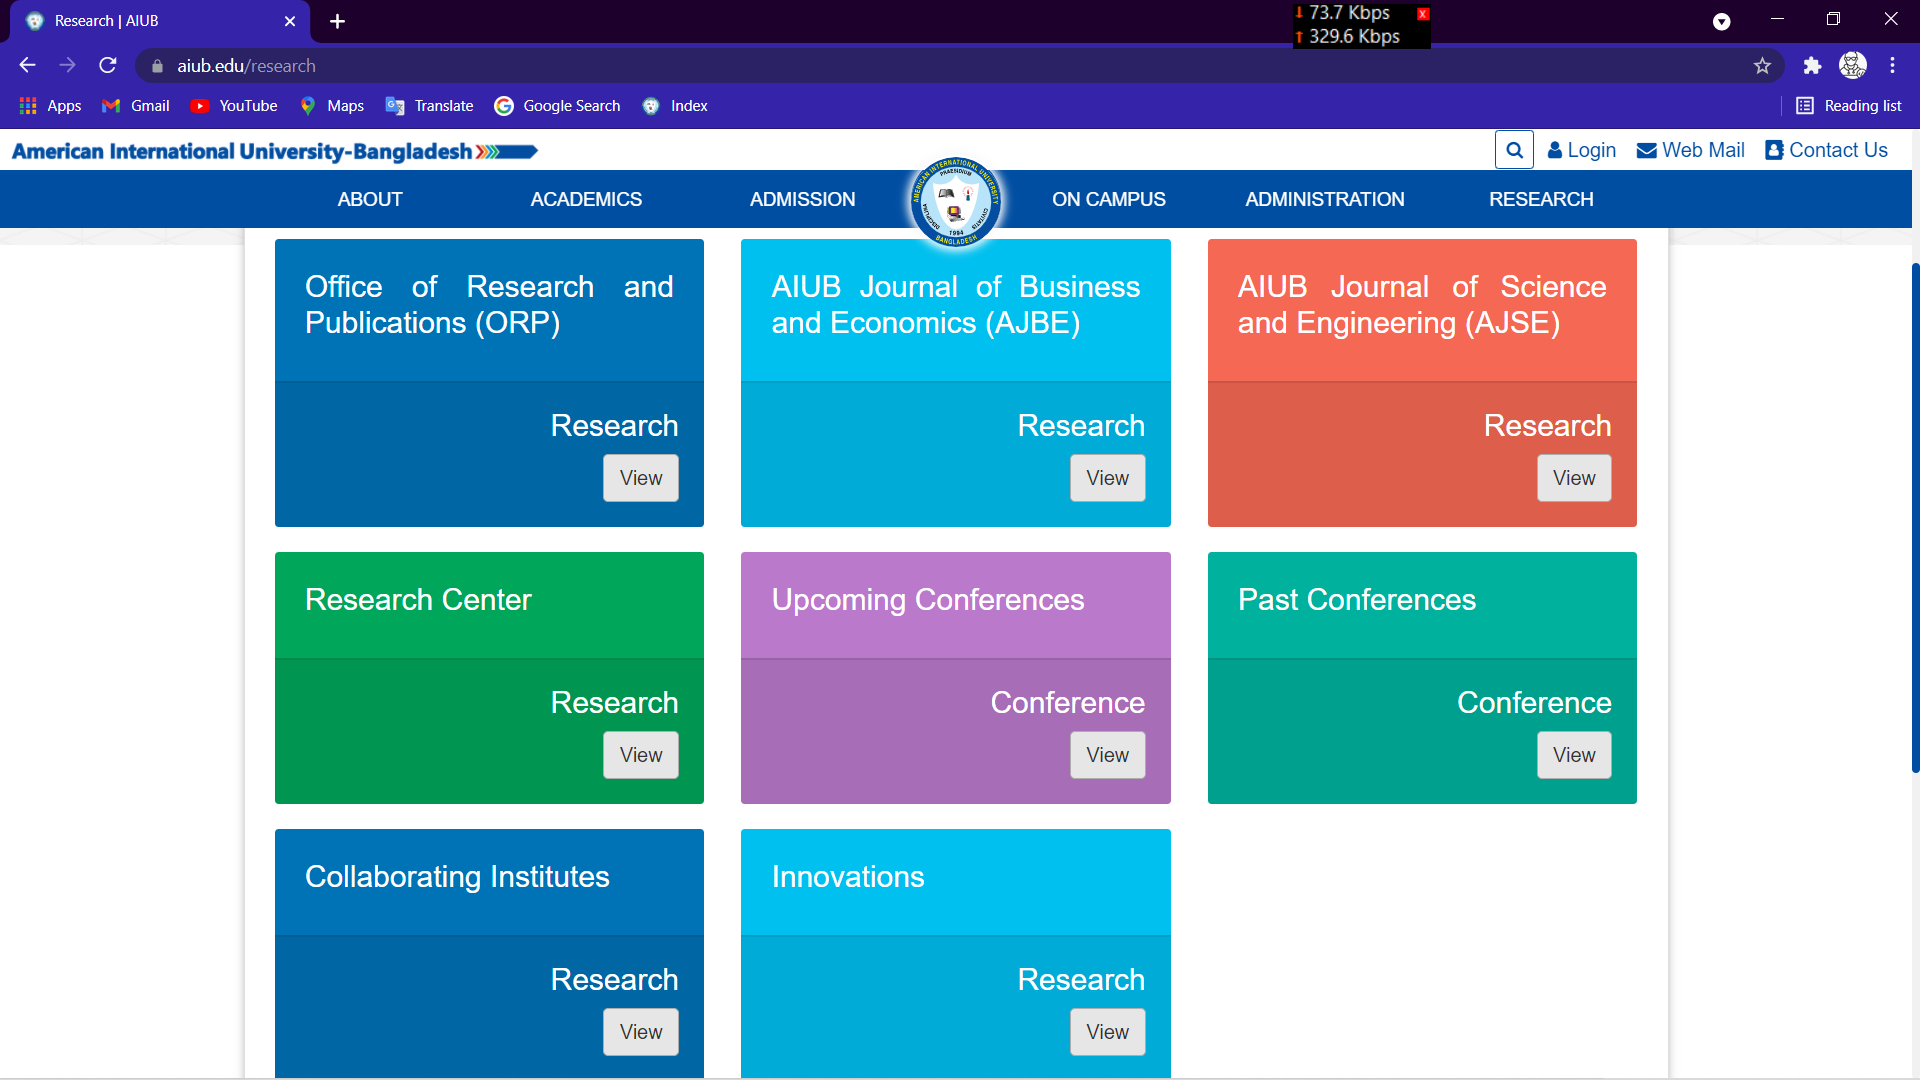 Research | AIUB
73.7 Kbps
329.6 Kbps
aiub.edu/research
Apps Gmail YouTube Maps Translate Google Search Index Reading list
American International University-Bangladesh
Login Web Mail Contact Us
ABOUT ACADEMICS ADMISSION ON CAMPUS ADMINISTRATION RESEARCH
AMERICAN INTERNATIONAL UNIVERSITY
PRAESIDIUM
DISCIPLINA
CIVITATIS
1994
BANGLADESH
Office of Research and
Publications (ORP)
Research
View
AIUB Journal of Business
and Economics (AJBE)
Research
View
AIUB Journal of Science
and Engineering (AJSE)
Research
View
Research Center
Research
View
Upcoming Conferences
Conference
View
Past Conferences
Conference
View
Collaborating Institutes
Research
View
Innovations
Research
View